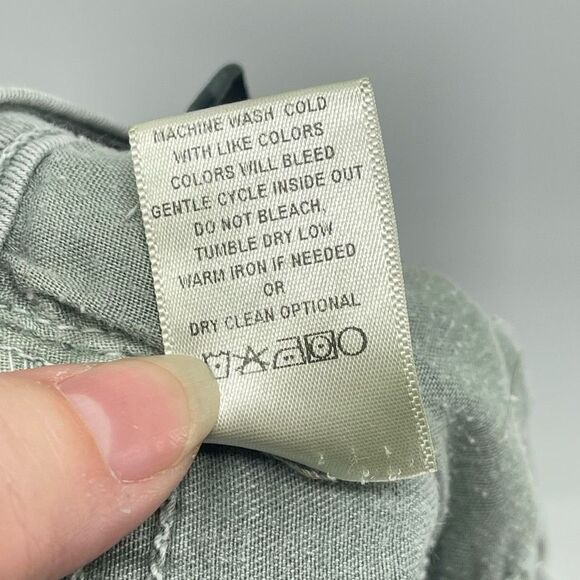 MACHINE WASH COLD
WITH LIKE COLORS
COLORS WILL BLEED
GENTLE CYCLE INSIDE OUT
DO NOT BLEACH,
TUMBLE DRY LOW
WARM IRON IF NEEDED
OR
DRY CLEAN OPTIONAL